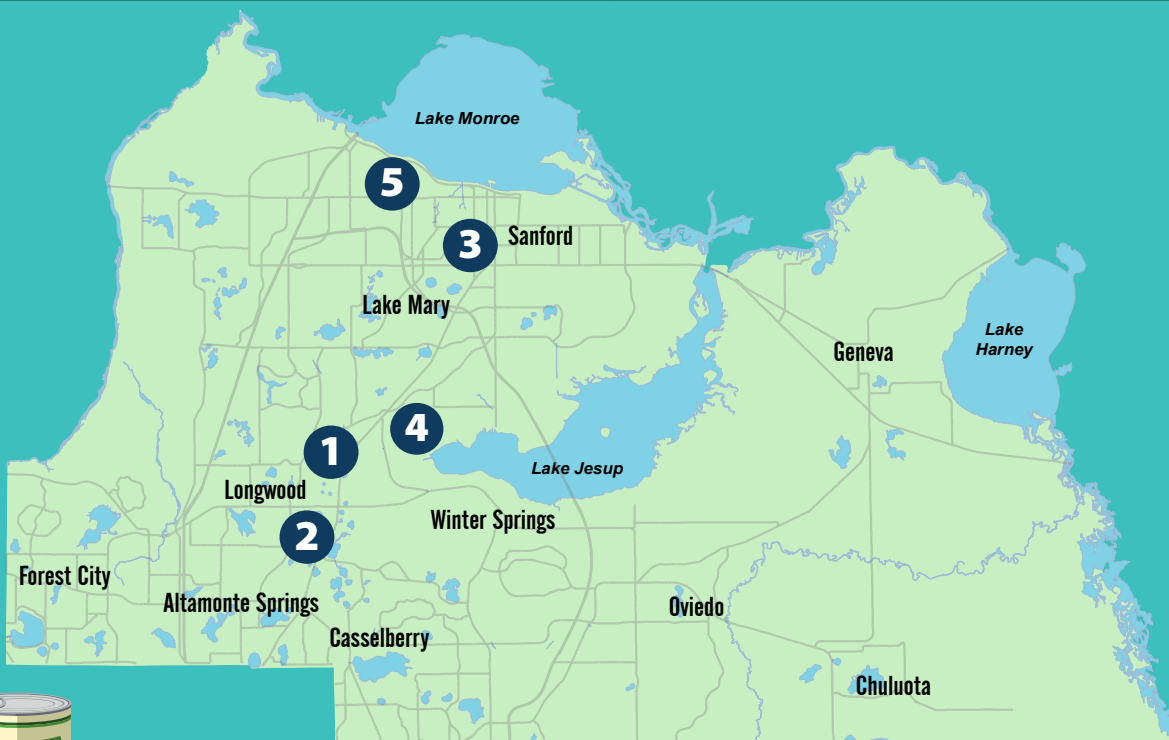 Lake Monroe
5
3
Sanford
Lake Mary
Lake
Harney
Geneva
4
1
Lake Jesup
Longwood
Winter Springs
2
Forest City
Altamonte Springs
Oviedo
Casselberry
Chuluota